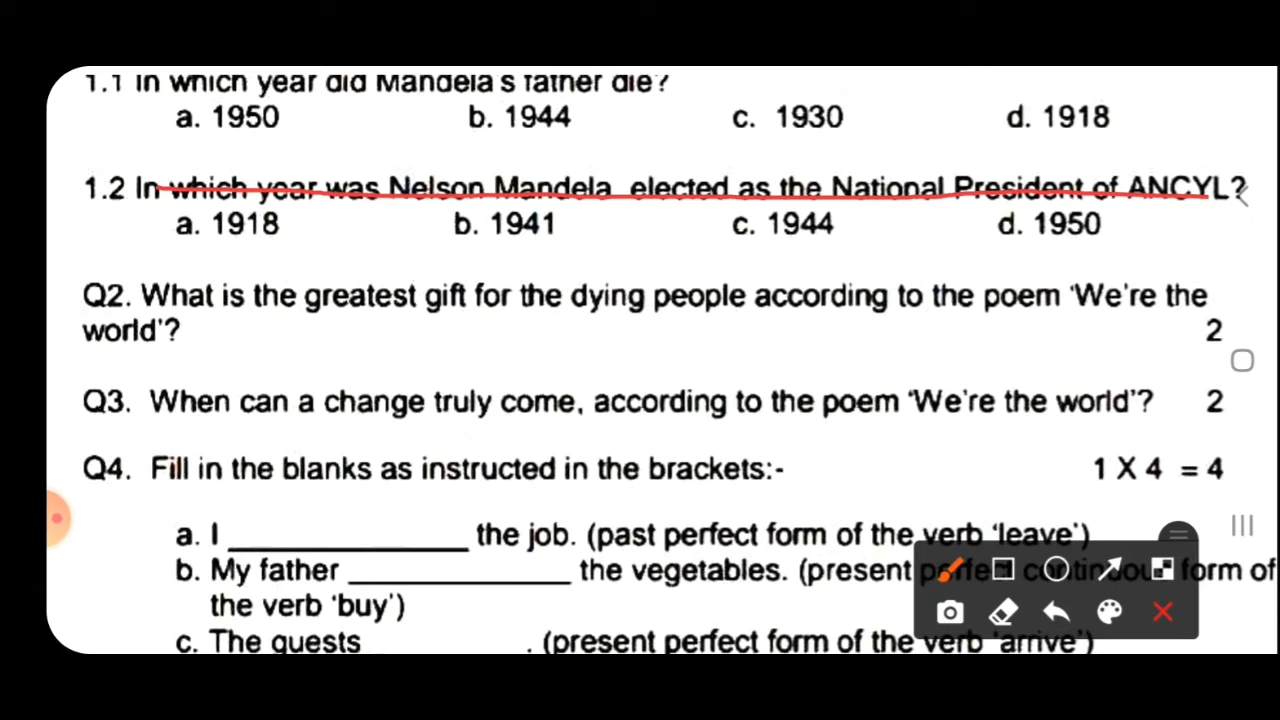 1.1 In which year did Mandela's father die?
a. 1950 b. 1944 c. 1930 d. 1918
1.2 In which year was Nelson Mandela elected as the National President of ANCYL?
a. 1918 b. 1941 c. 1944 d. 1950
Q2. What is the greatest gift for the dying people according to the poem 'We're the
world'? 2
Q3. When can a change truly come, according to the poem 'We're the world'? 2
Q4. Fill in the blanks as instructed in the brackets:- 1 X 4 = 4
a. I ______________ the job. (past perfect form of the verb 'leave')
b. My father ______________ the vegetables. (present perfect continuous form of
the verb 'buy')
c. The guests . (present perfect form of the verb 'arrive')